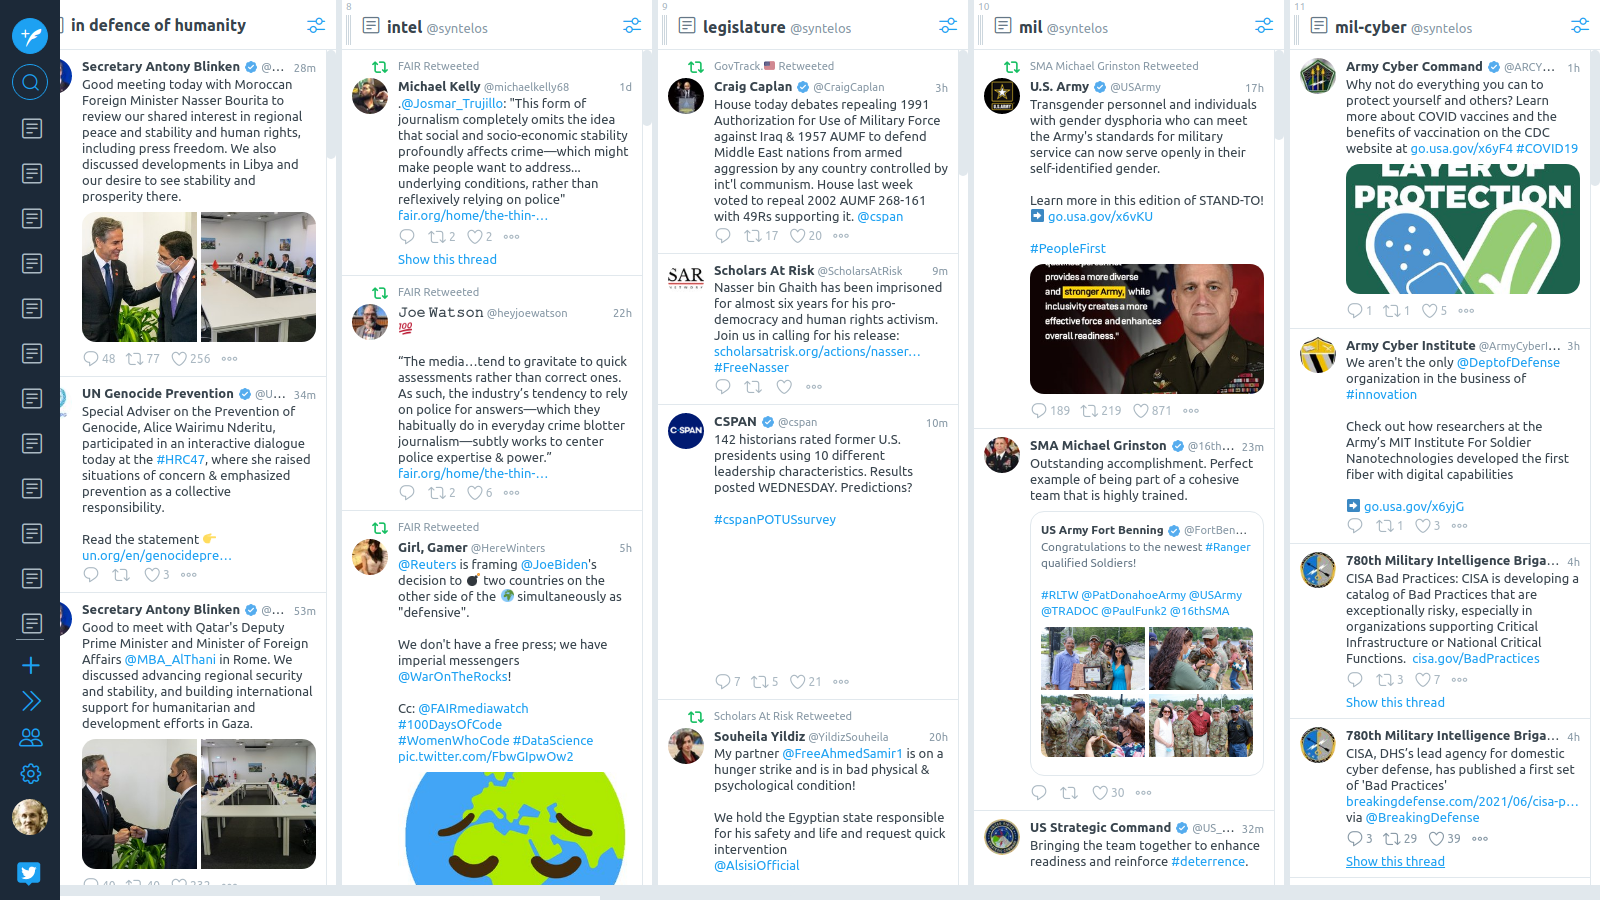 in defence of humanity
Secretary Antony Blinken @... 28m
Good meeting today with Moroccan
Foreign Minister Nasser Bourita to
review our shared interest in regional
peace and stability and human rights,
including press freedom. We also
discussed developments in Libya and
our desire to see stability and
prosperity there.
48 77 256
UN Genocide Prevention @U... 34m
Special Adviser on the Prevention of
Genocide, Alice Wairimu Nderitu,
participated in an interactive dialogue
today at the #HRC47, where she raised
situations of concern & emphasized
prevention as a collective
responsibility.
Read the statement 👉
un.org/en/genocidepre…
3
Secretary Antony Blinken @... 53m
Good to meet with Qatar's Deputy
Prime Minister and Minister of Foreign
Affairs @MBA_AlThani in Rome. We
discussed advancing regional security
and stability, and building international
support for humanitarian and
development efforts in Gaza.
49 40 232
8
intel @syntelos
FAIR Retweeted
Michael Kelly @michaelkelly68 1d
.@Josmar_Trujillo: "This form of
journalism completely omits the idea
that social and socio-economic stability
profoundly affects crime—which might
make people want to address...
underlying conditions, rather than
reflexively relying on police"
fair.org/home/the-thin-…
2 2
Show this thread
FAIR Retweeted
Joe Watson @heyjoewatson 22h
💯
“The media…tend to gravitate to quick
assessments rather than correct ones.
As such, the industry’s tendency to rely
on police for answers—which they
habitually do in everyday crime blotter
journalism—subtly works to center
police expertise & power.”
fair.org/home/the-thin-…
2 6
FAIR Retweeted
Girl, Gamer @HereWinters 5h
@Reuters is framing @JoeBiden's
decision to 💣 two countries on the
other side of the 🌍 simultaneously as
"defensive".
We don't have a free press; we have
imperial messengers
@WarOnTheRocks!
Cc: @FAIRmediawatch
#100DaysOfCode
#WomenWhoCode #DataScience
pic.twitter.com/FbwGIpwOw2
9
legislature @syntelos
GovTrack.🇺🇸 Retweeted
Craig Caplan @CraigCaplan 3h
House today debates repealing 1991
Authorization for Use of Military Force
against Iraq & 1957 AUMF to defend
Middle East nations from armed
aggression by any country controlled by
int'l communism. House last week
voted to repeal 2002 AUMF 268-161
with 49Rs supporting it. @cspan
17 20
SAR
NETWORK
Scholars At Risk @ScholarsAtRisk 9m
Nasser bin Ghaith has been imprisoned
for almost six years for his pro-
democracy and human rights activism.
Join us in calling for his release:
scholarsatrisk.org/actions/nasser…
#FreeNasser
C-SPAN
CSPAN @cspan 10m
142 historians rated former U.S.
presidents using 10 different
leadership characteristics. Results
posted WEDNESDAY. Predictions?
#cspanPOTUSsurvey
7 5 21
Scholars At Risk Retweeted
Souheila Yildiz @YildizSouheila 20h
My partner @FreeAhmedSamir1 is on a
hunger strike and is in bad physical &
psychological condition!
We hold the Egyptian state responsible
for his safety and life and request quick
intervention
@AlsisiOfficial
10
mil @syntelos
SMA Michael Grinston Retweeted
U.S. Army @USArmy 17h
Transgender personnel and individuals
with gender dysphoria who can meet
the Army's standards for military
service can now serve openly in their
self-identified gender.
Learn more in this edition of STAND-TO!
➡ go.usa.gov/x6vKU
#PeopleFirst
provides a more diverse
and stronger Army, while
inclusivity creates a more
effective force and enhances
overall readiness."
189 219 871
SMA Michael Grinston @16th... 23m
Outstanding accomplishment. Perfect
example of being part of a cohesive
team that is highly trained.
US Army Fort Benning @FortBen...
Congratulations to the newest #Ranger
qualified Soldiers!
#RLTW @PatDonahoeArmy @USArmy
@TRADOC @PaulFunk2 @16thSMA
30
US Strategic Command @US_... 32m
Bringing the team together to enhance
readiness and reinforce #deterrence.
11
mil-cyber @syntelos
Army Cyber Command @ARCY... 1h
Why not do everything you can to
protect yourself and others? Learn
more about COVID vaccines and the
benefits of vaccination on the CDC
website at go.usa.gov/x6yF4 #COVID19
LAYER OF
PROTECTION
1 1 5
Army Cyber Institute @ArmyCyberI... 3h
We aren't the only @DeptofDefense
organization in the business of
#innovation
Check out how researchers at the
Army’s MIT Institute For Soldier
Nanotechnologies developed the first
fiber with digital capabilities
➡ go.usa.gov/x6yjG
1 3
780th Military Intelligence Briga... 4h
CISA Bad Practices: CISA is developing a
catalog of Bad Practices that are
exceptionally risky, especially in
organizations supporting Critical
Infrastructure or National Critical
Functions. cisa.gov/BadPractices
3 7
Show this thread
780th Military Intelligence Briga... 4h
CISA, DHS’s lead agency for domestic
cyber defense, has published a first set
of 'Bad Practices'
breakingdefense.com/2021/06/cisa-p…
via @BreakingDefense
3 29 39
Show this thread